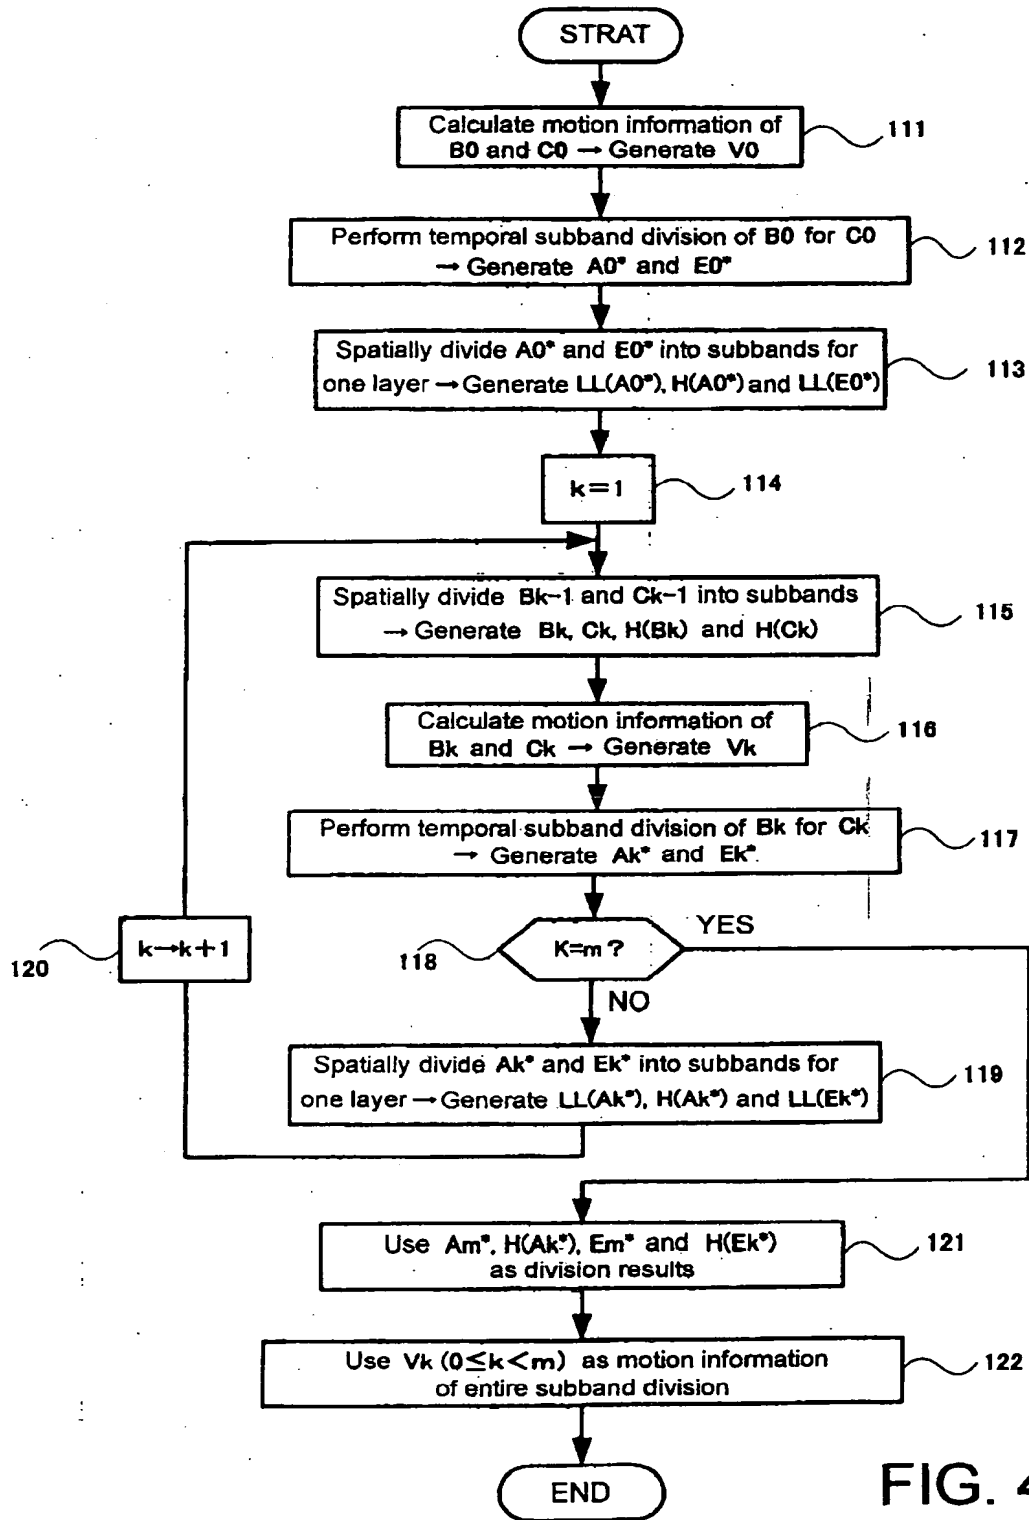 STRAT
Calculate motion information of
B0 and C0 → Generate V0
111
Perform temporal subband division of B0 for C0
→ Generate A0* and E0*
112
Spatially divide A0* and E0* into subbands for
one layer → Generate LL(A0*), H(A0*) and LL(E0*)
113
k=1
114
Spatially divide Bk-1 and Ck-1 into subbands
→ Generate Bk, Ck, H(Bk) and H(Ck)
115
Calculate motion information of
Bk and Ck → Generate Vk
116
Perform temporal subband division of Bk for Ck
→ Generate Ak* and Ek*.
117
k→k+1
120
K=m?
118
YES
NO
Spatially divide Ak* and Ek* into subbands for
one layer → Generate LL(Ak*), H(Ak*) and LL(Ek*)
119
Use Am*, H(Ak*), Em* and H(Ek*)
as division results
121
Use Vk (0≤k<m) as motion information
of entire subband division
122
END
FIG. 4